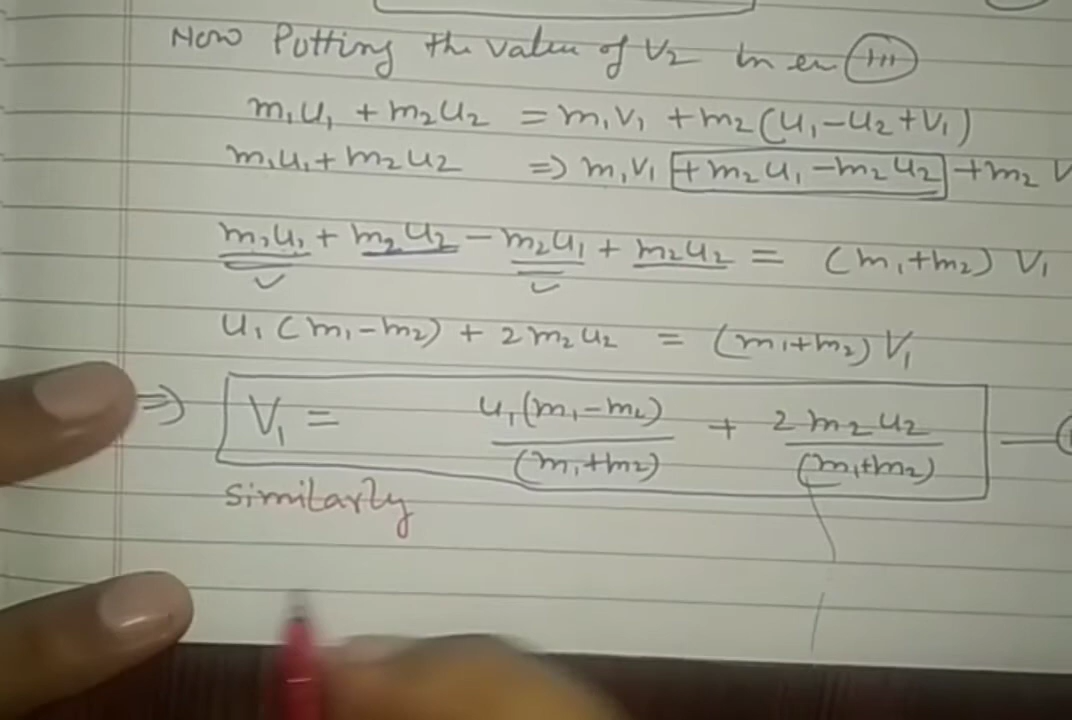 Now Putting the value of V2 in en (iii)
m1u1 + m2u2 = m1v1 + m2(u1-u2+v1)
m1u1 + m2u2 => m1v1 + m2u1 - m2u2 + m2 V
m1u1 + m2u2 - m2u1 + m2u2 = (m1+m2) V1
u1(m1-m2) + 2m2u2 = (m1+m2)V1
=> V1 = u1(m1-m2)/(m1+m2) + 2m2u2/(m1+m2)
similarly